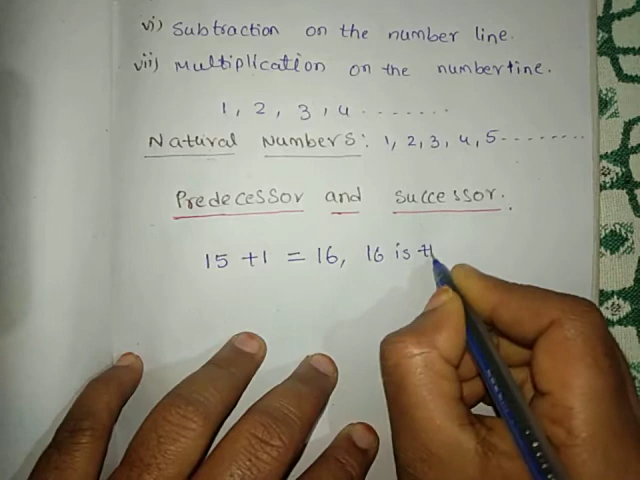 vi) Subtraction on the number line.
vii) Multiplication on the numberline.
1, 2, 3, 4 .......
Natural Numbers: 1, 2, 3, 4, 5........
Predecessor and Successor.
15 + 1 = 16, 16 is t